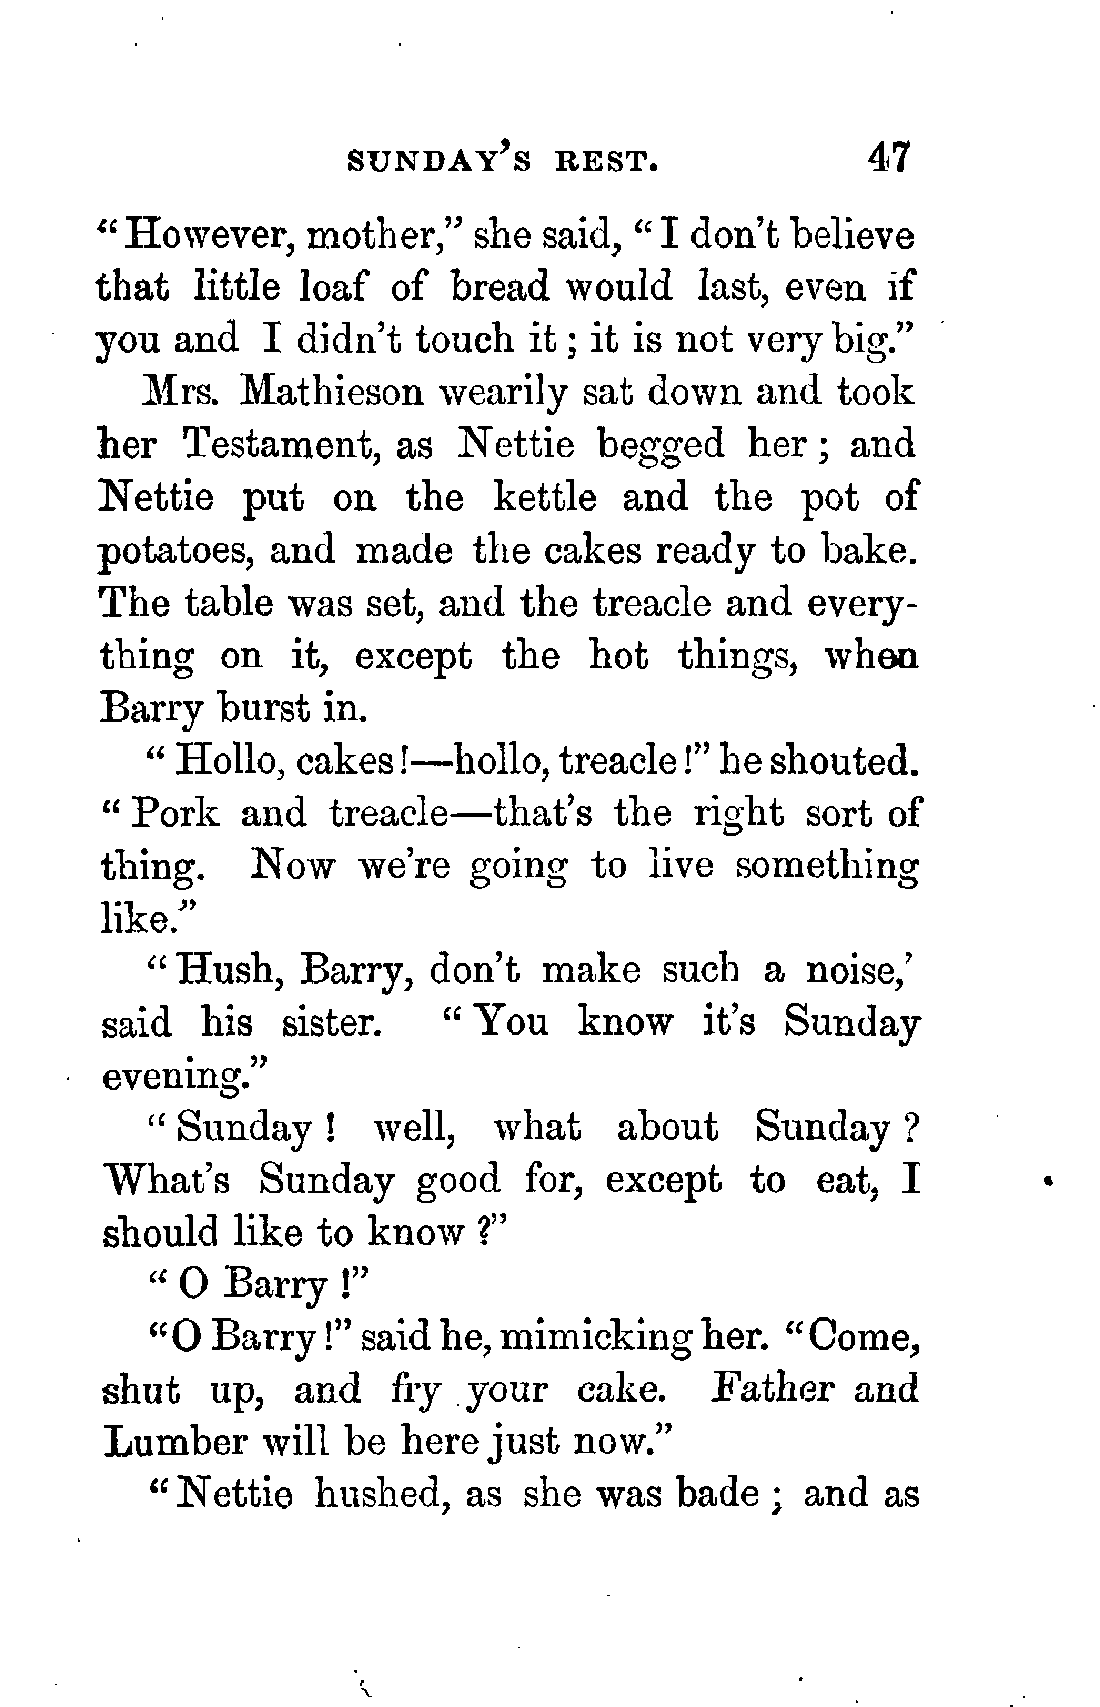 SUNDAY'S REST. 47
"However, mother," she said, "I don't believe
that little loaf of bread would last, even if
you and I didn't touch it; it is not very big."
Mrs. Mathieson wearily sat down and took
her Testament, as Nettie begged her; and
Nettie put on the kettle and the pot of
potatoes, and made the cakes ready to bake.
The table was set, and the treacle and every-
thing on it, except the hot things, when
Barry burst in.
"Hollo, cakes!—hollo, treacle!" he shouted.
"Pork and treacle—that's the right sort of
thing. Now we're going to live something
like."
"Hush, Barry, don't make such a noise,'
said his sister. "You know it's Sunday
evening."
"Sunday! well, what about Sunday?
What's Sunday good for, except to eat, I
should like to know?"
"O Barry!"
"O Barry!" said he, mimicking her. "Come,
shut up, and fry your cake. Father and
Lumber will be here just now."
"Nettie hushed, as she was bade; and as